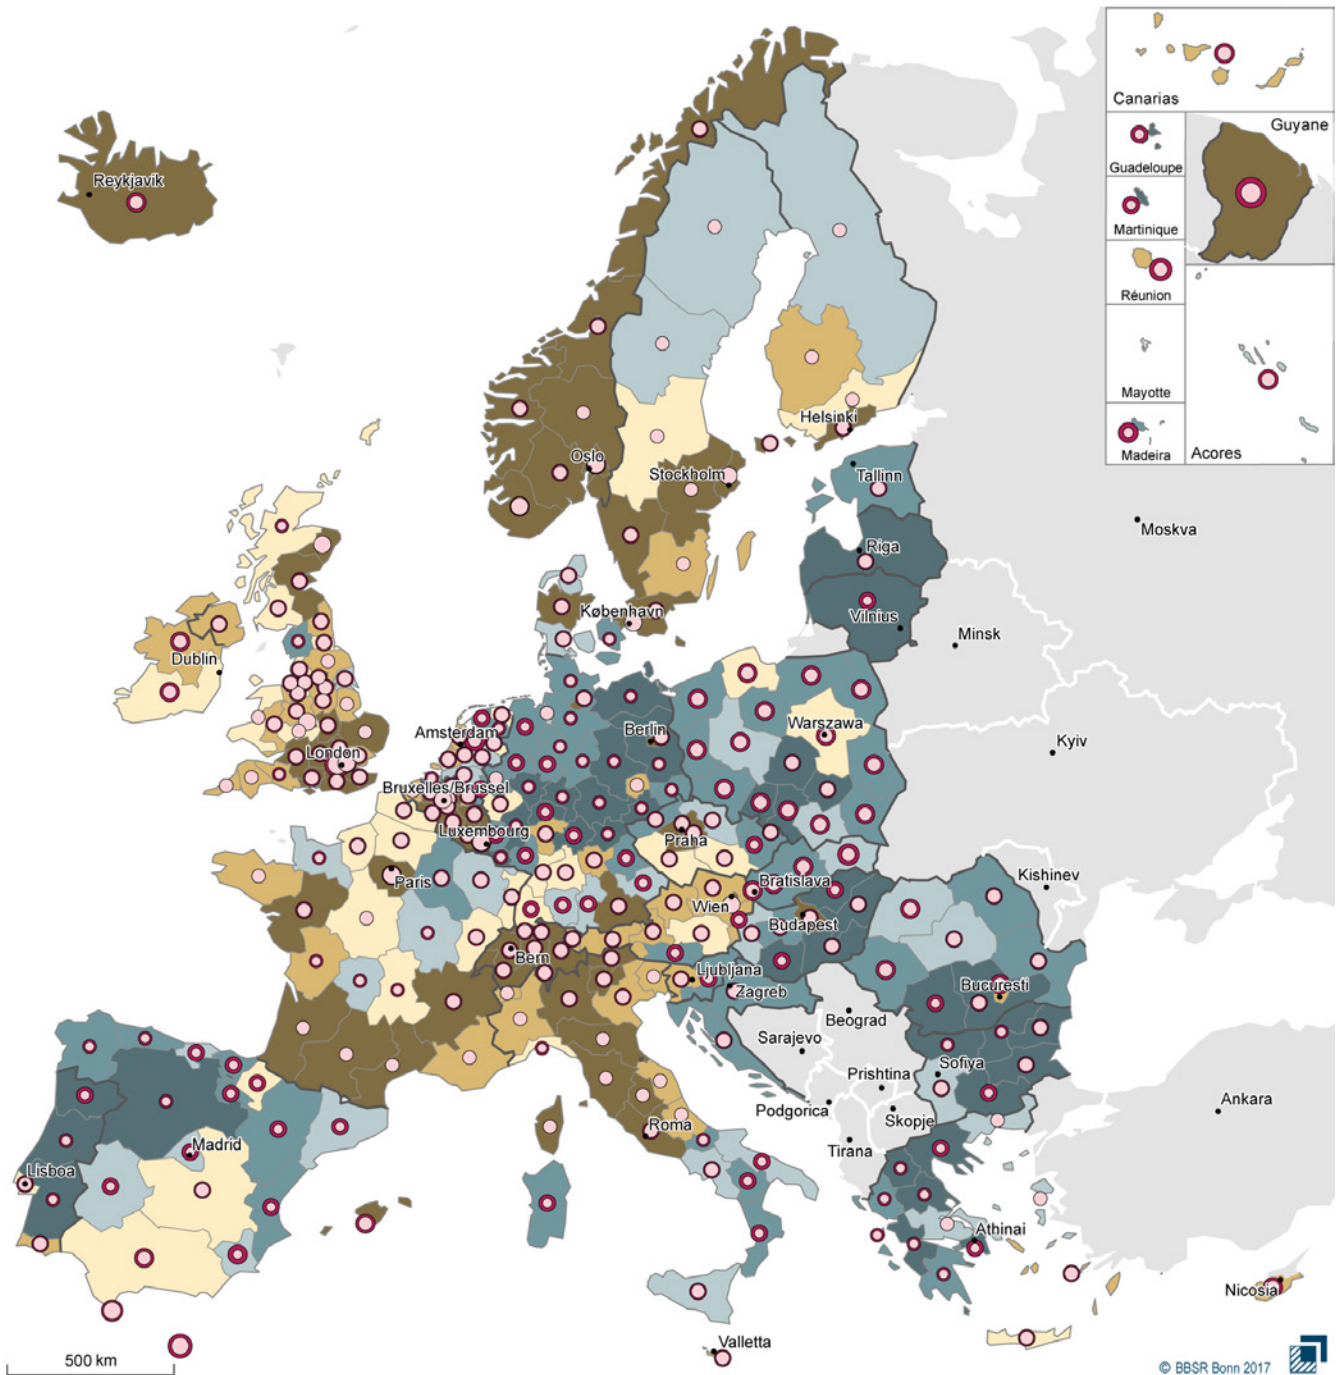 Canarias
Guyane
Guadeloupe
Martinique
Réunion
Mayotte
Madeira
Acores
Reykjavik
Helsinki
Oslo
Stockholm
Tallinn
Moskva
Riga
Vilnius
København
Minsk
Dublin
Amsterdam
Berlin
Warszawa
London
Kyiv
Bruxelles/Brussel
Luxembourg
Praha
Paris
Kishinev
Bratislava
Wien
Budapest
Bern
Ljubljana
Zagreb
Bucuresti
Beograd
Sarajevo
Sofiya
Prishtina
Podgorica
Skopje
Ankara
Roma
Tirana
Madrid
Lisboa
Athinai
Nicosia
Valletta
500 km
© BBSR Bonn 2017